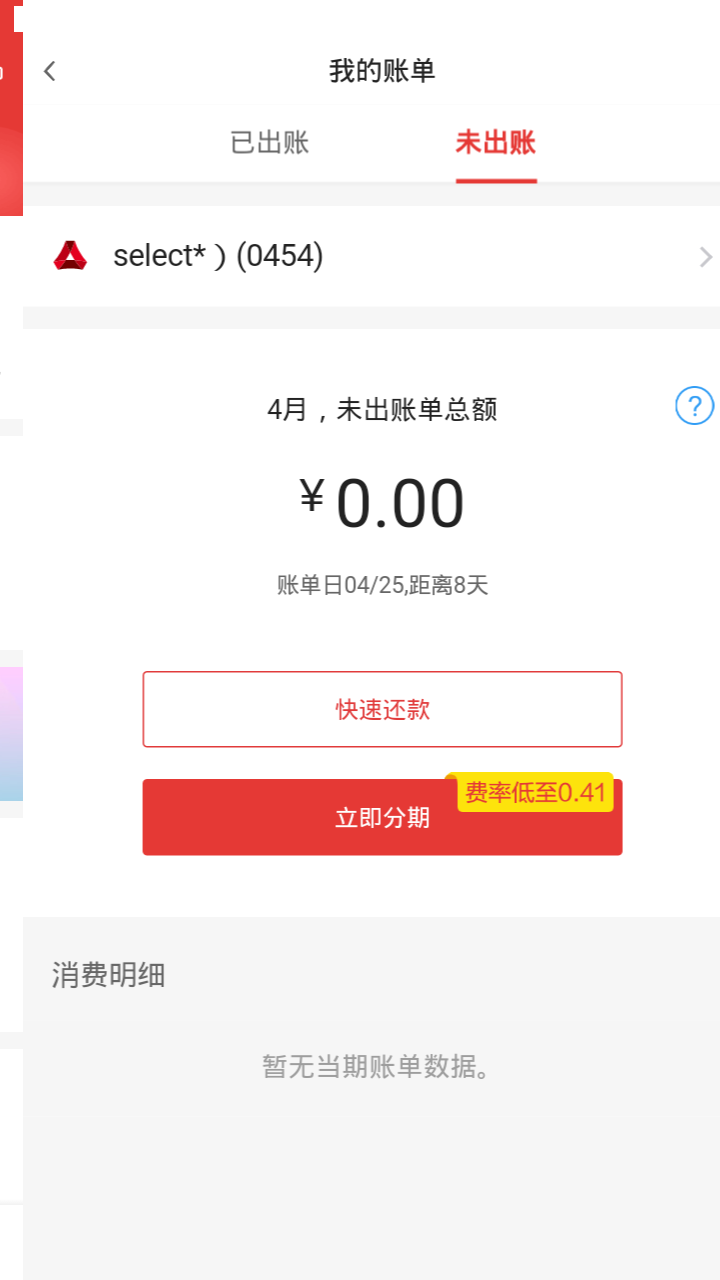 我的账单
已出账
未出账
select*）(0454)
4月，未出账单总额
?
¥0.00
账单日04/25,距离8天
快速还款
费率低至0.41
立即分期
消费明细
暂无当期账单数据。